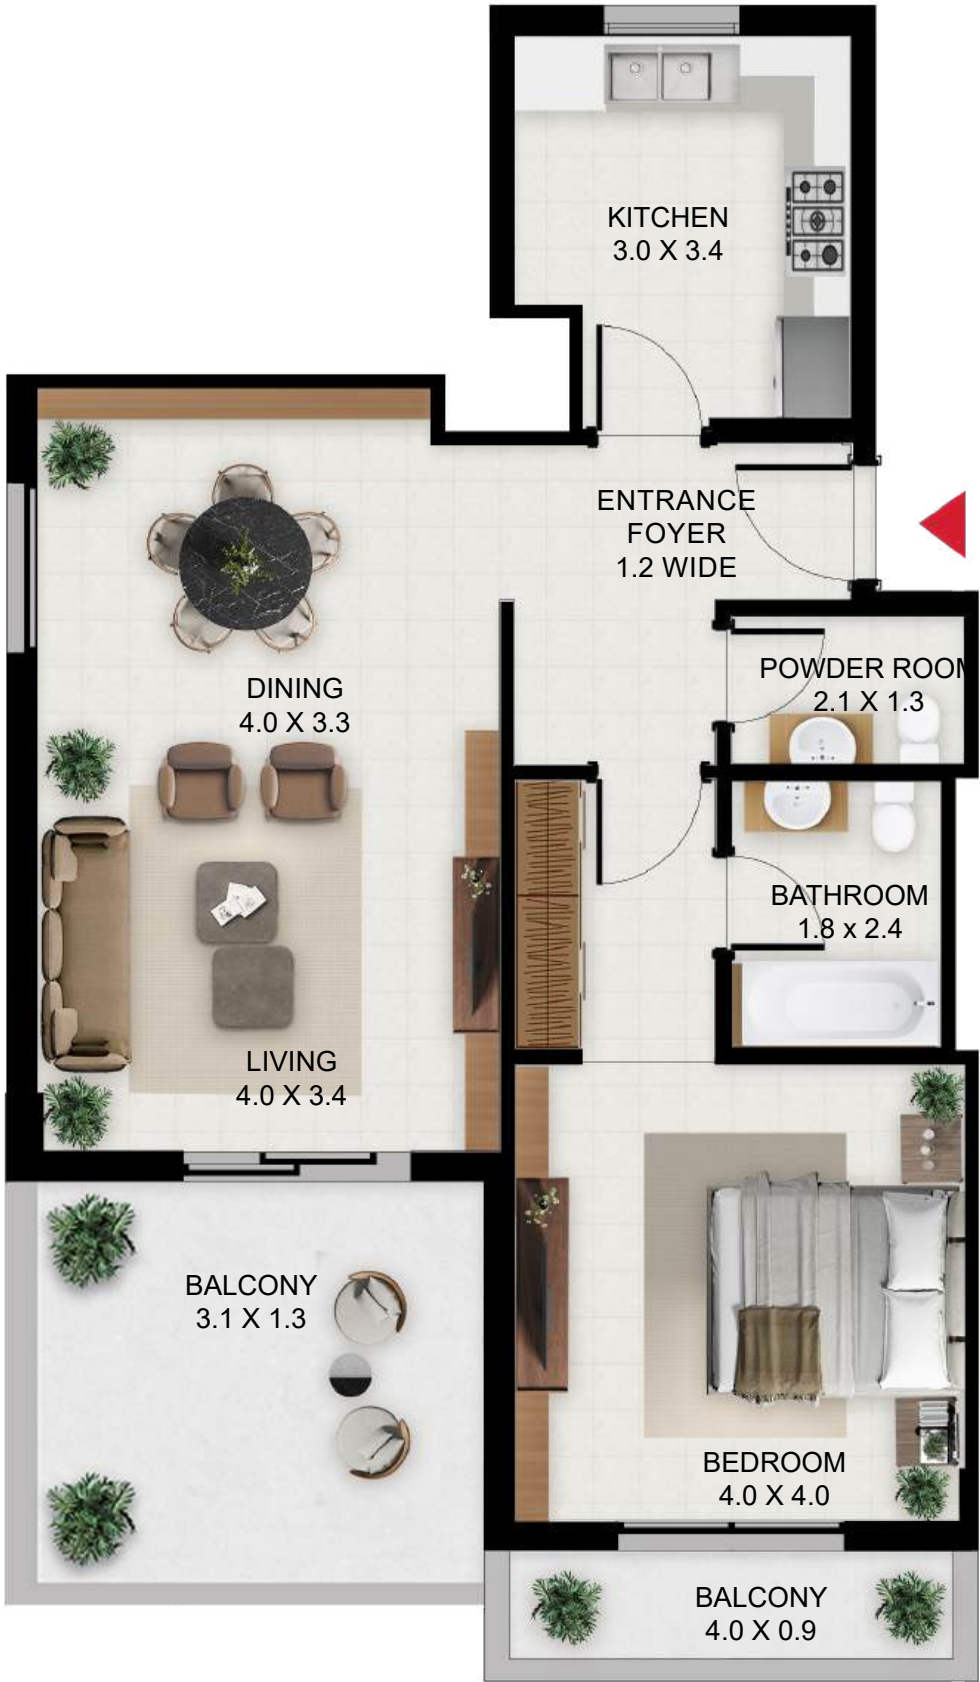 KITCHEN
3.0 X 3.4
ENTRANCE
FOYER
1.2 WIDE
POWDER ROOM
2.1 X 1.3
DINING
4.0 X 3.3
BATHROOM
1.8 x 2.4
LIVING
4.0 X 3.4
BALCONY
3.1 X 1.3
BEDROOM
4.0 X 4.0
BALCONY
4.0 X 0.9